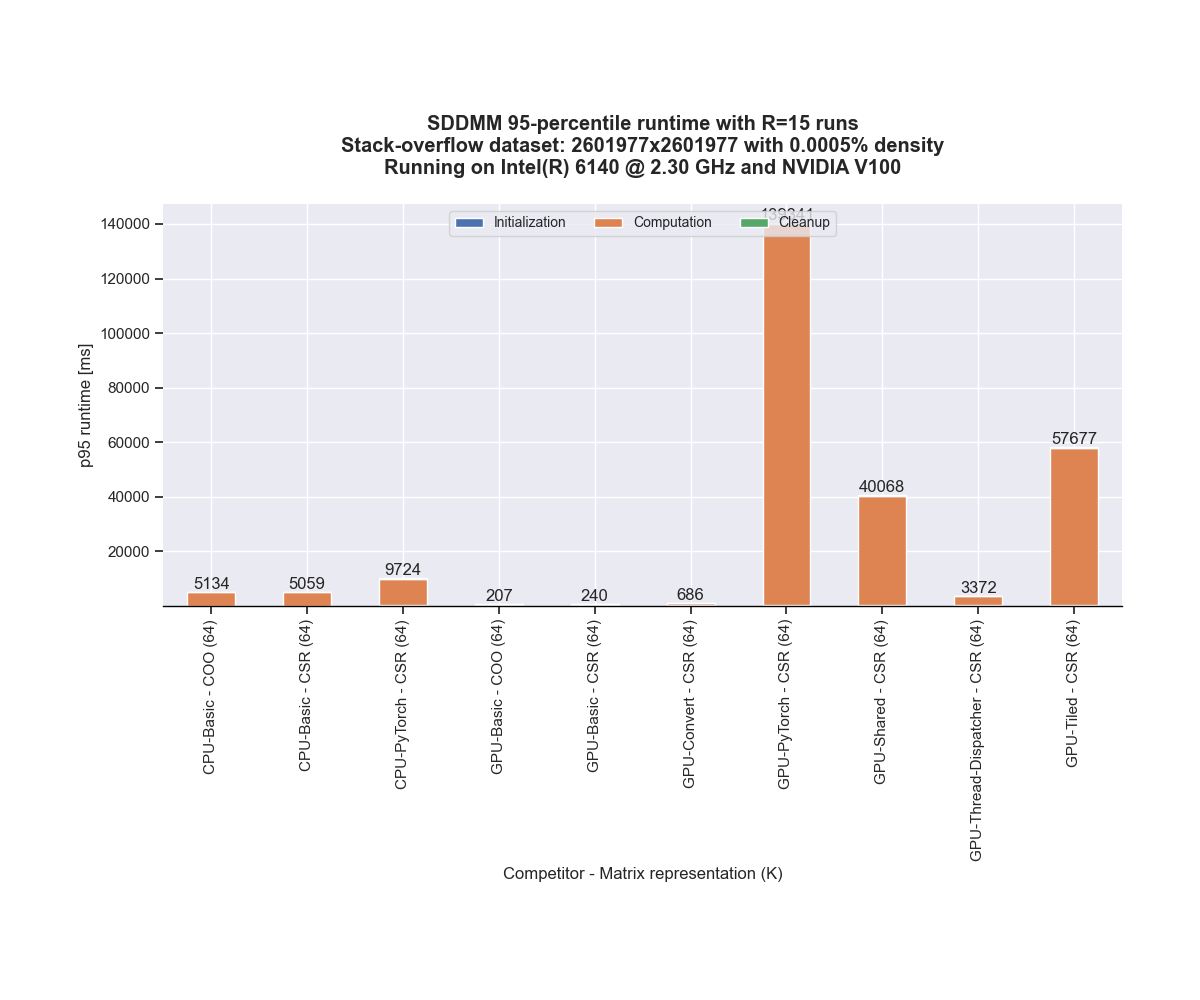 SDDMM 95-percentile runtime with R=15 runs
Stack-overflow dataset: 2601977x2601977 with 0.0005% density
Running on Intel(R) 6140 @ 2.30 GHz and NVIDIA V100
Initialization Computation Cleanup
139341
140000
120000
100000
80000
60000
40000
20000
p95 runtime [ms]
5134
5059
9724
207
240
686
40068
3372
57677
CPU-Basic - COO (64)
CPU-Basic - CSR (64)
CPU-PyTorch - CSR (64)
GPU-Basic - COO (64)
GPU-Basic - CSR (64)
GPU-Convert - CSR (64)
GPU-PyTorch - CSR (64)
GPU-Shared - CSR (64)
GPU-Thread-Dispatcher - CSR (64)
GPU-Tiled - CSR (64)
Competitor - Matrix representation (K)